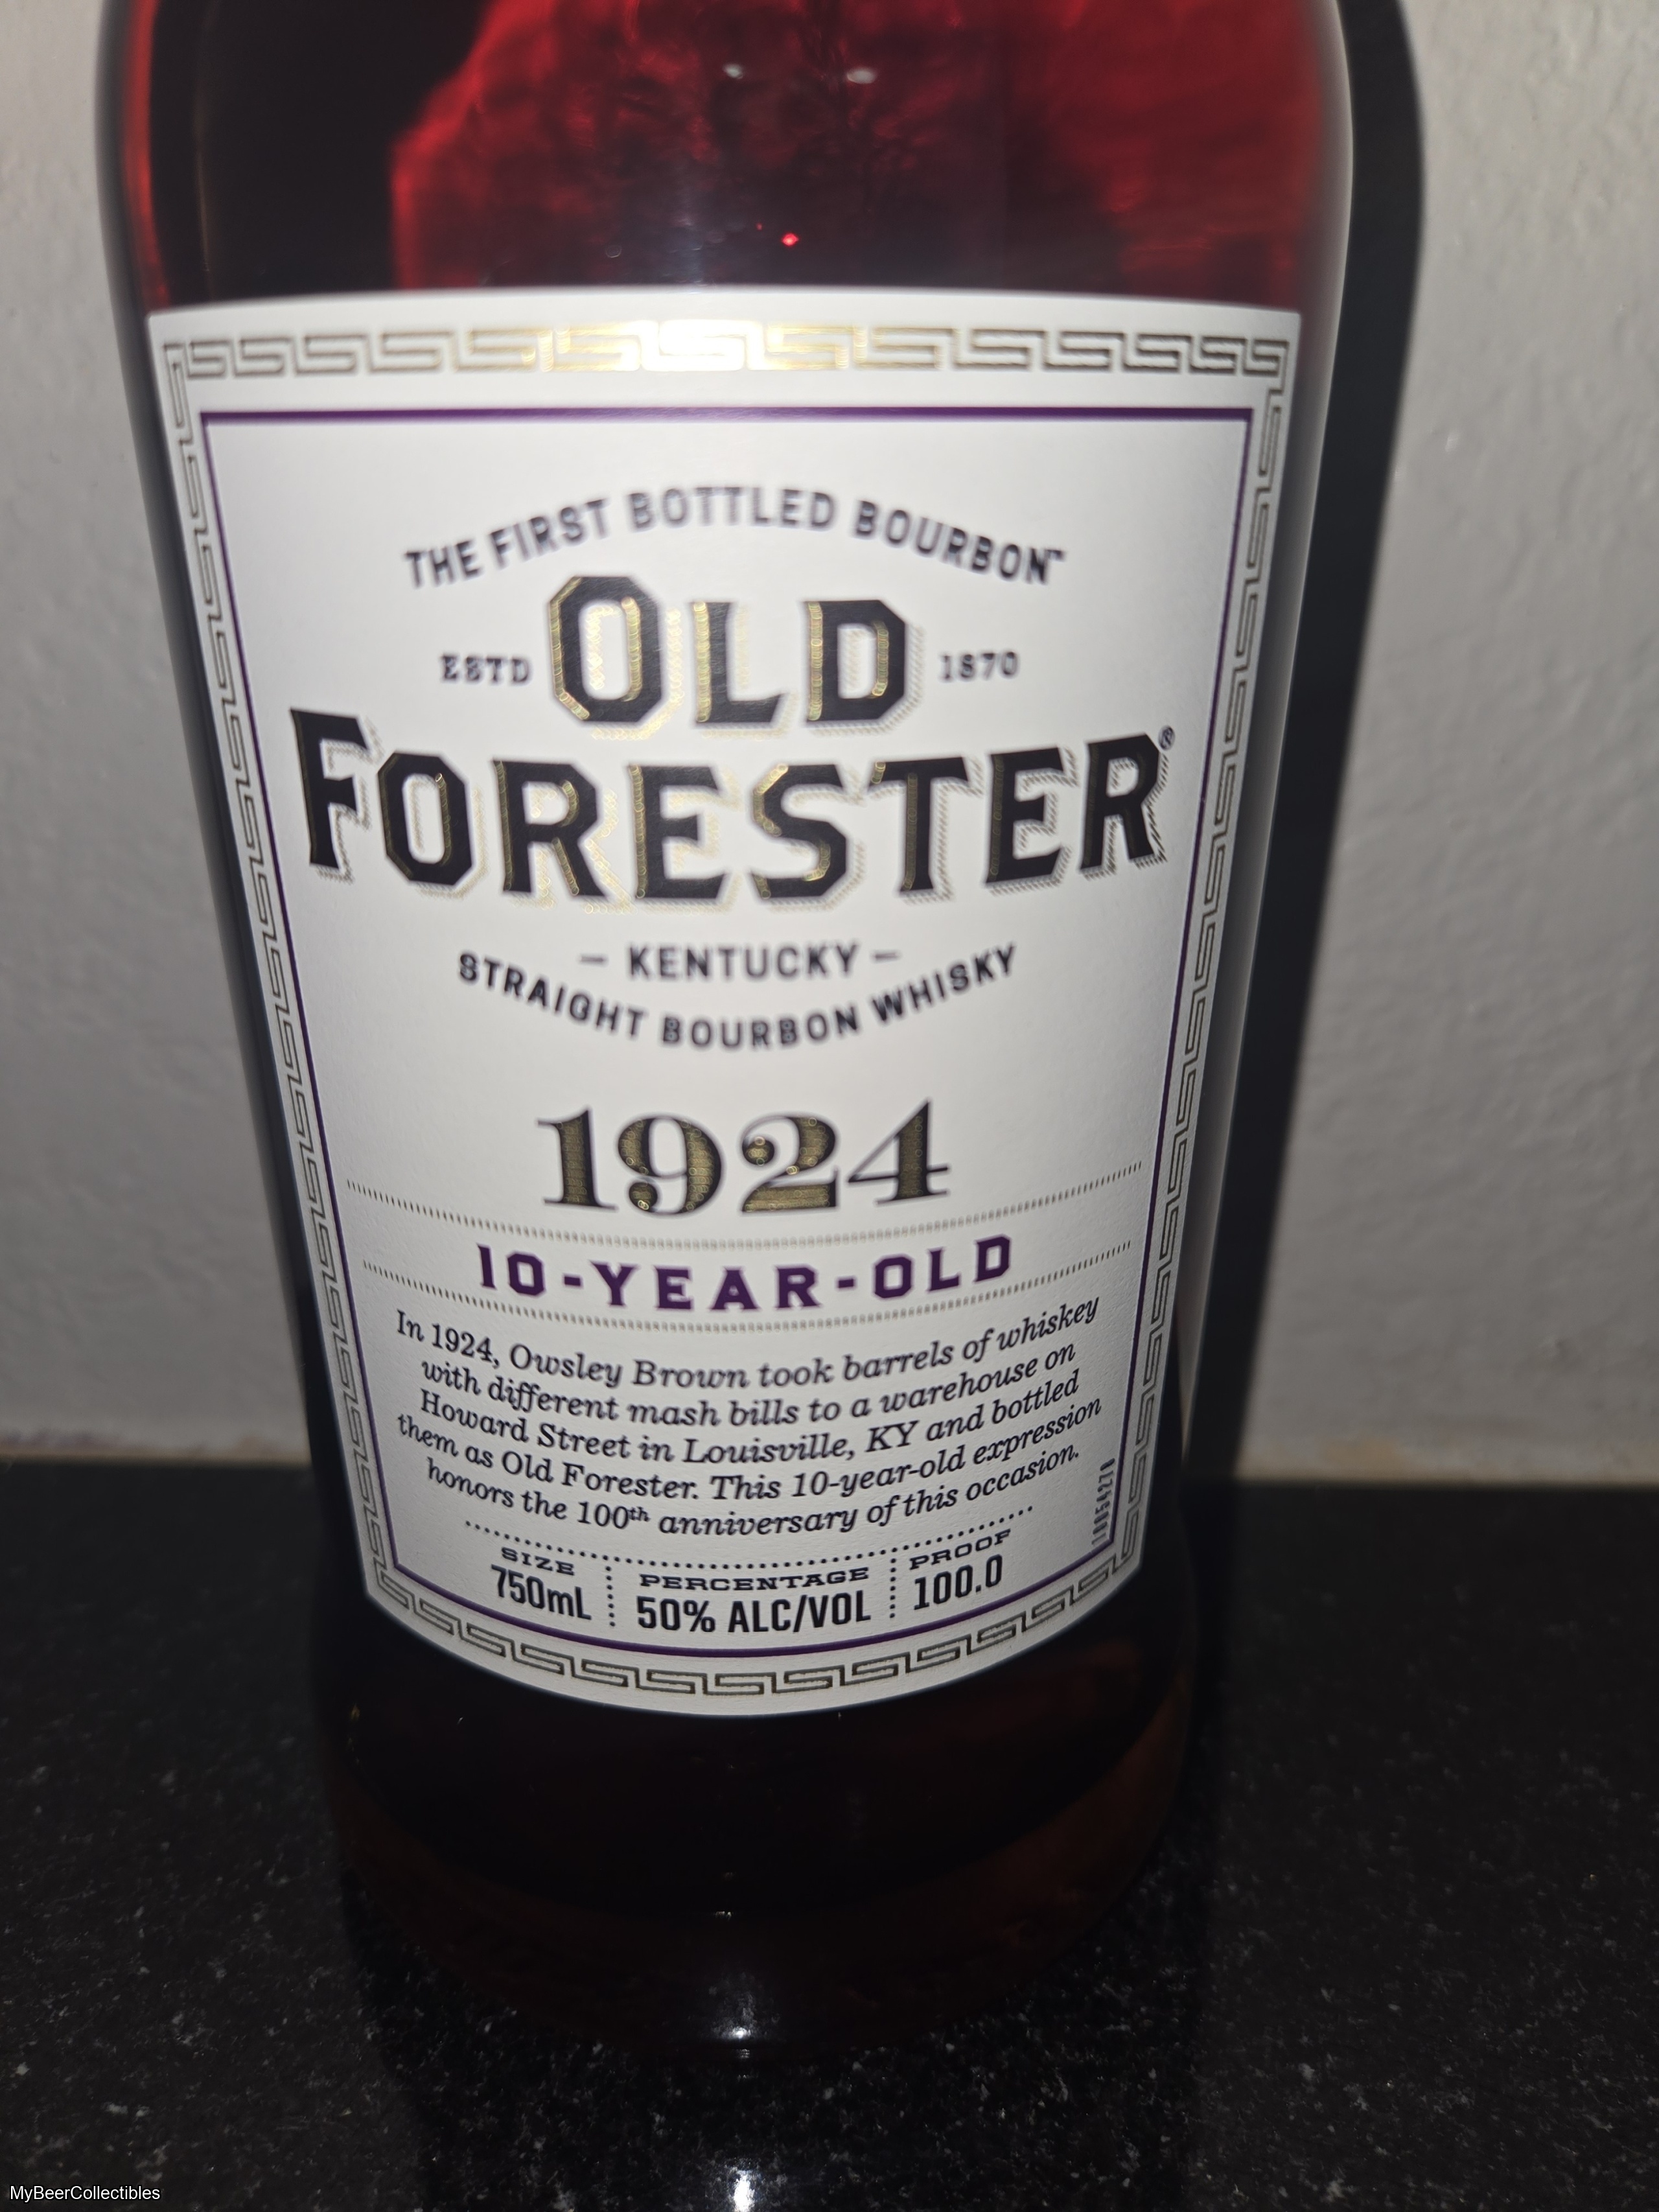 THE FIRST BOTTLED BOURBON™
ESTD OLD 1870
FORESTER®
– KENTUCKY –
STRAIGHT BOURBON WHISKY
1924
10-YEAR-OLD
In 1924, Owsley Brown took barrels of whiskey
with different mash bills to a warehouse on
Howard Street in Louisville, KY and bottled
them as Old Forester. This 10-year-old expression
honors the 100th anniversary of this occasion.
SIZE PERCENTAGE PROOF
750mL 50% ALC/VOL 100.0
MyBeerCollectibles